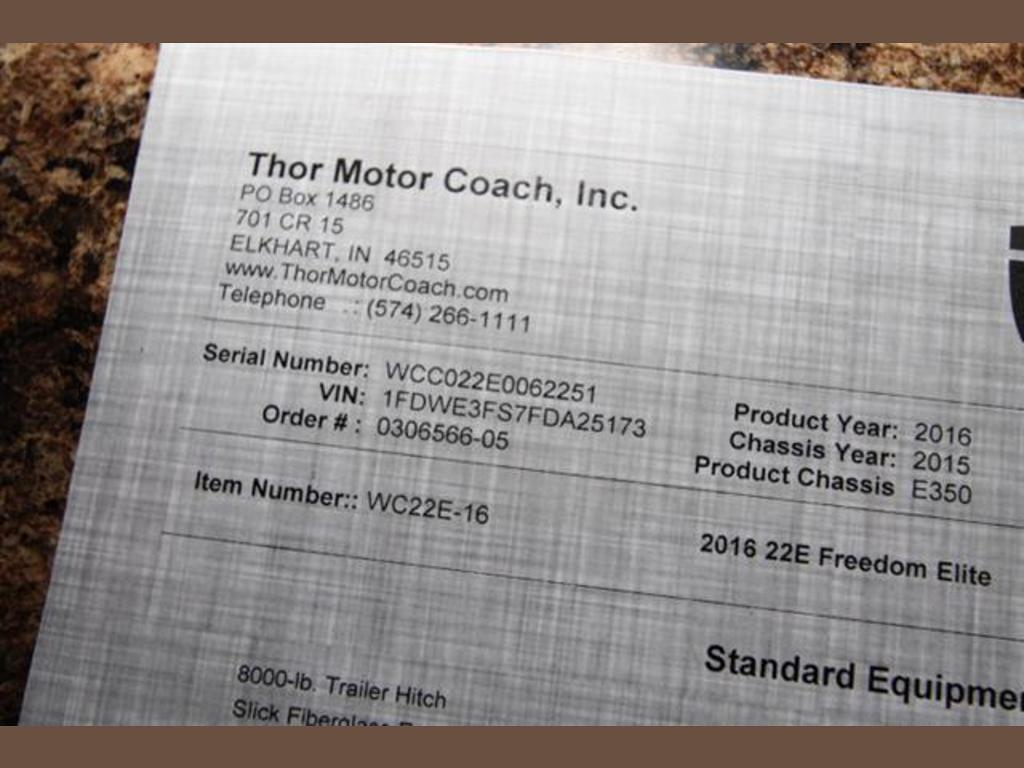 Thor Motor Coach, Inc.
PO Box 1486
701 CR 15
ELKHART, IN 46515
www.ThorMotorCoach.com
Telephone .: (574) 266-1111
Serial Number: WCC022E0062251
VIN: 1FDWE3FS7FDA25173
Order # : 0306566-05
Product Year: 2016
Chassis Year: 2015
Product Chassis E350
Item Number:: WC22E-16
2016 22E Freedom Elite
Standard
8000-lb. Trailer Hitch
Slick